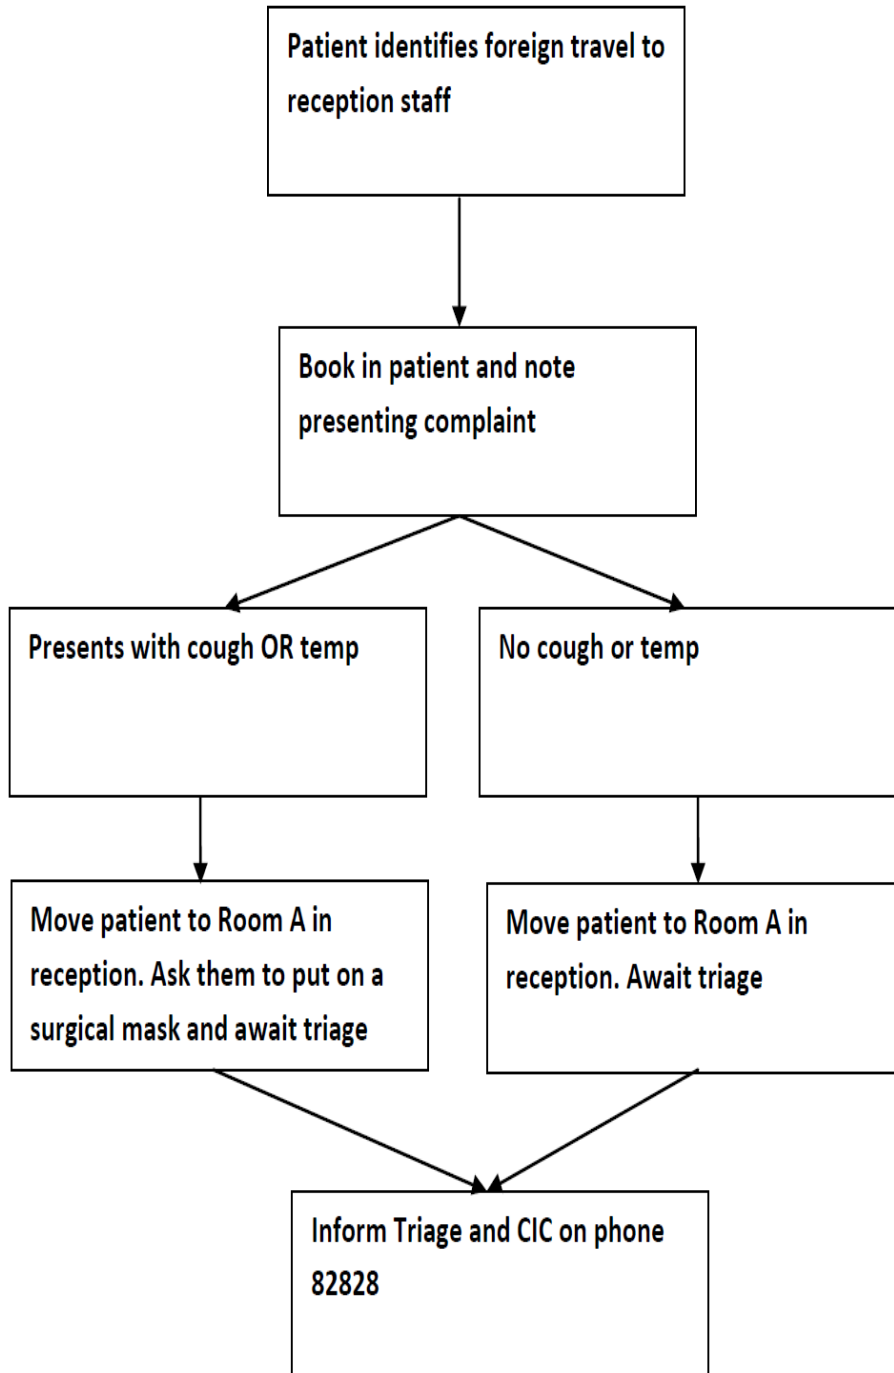 Patient identifies foreign travel to
reception staff
Book in patient and note
presenting complaint
Presents with cough OR temp
No cough or temp
Move patient to Room A in
reception. Ask them to put on a
surgical mask and await triage
Move patient to Room A in
reception. Await triage
Inform Triage and CIC on phone
82828